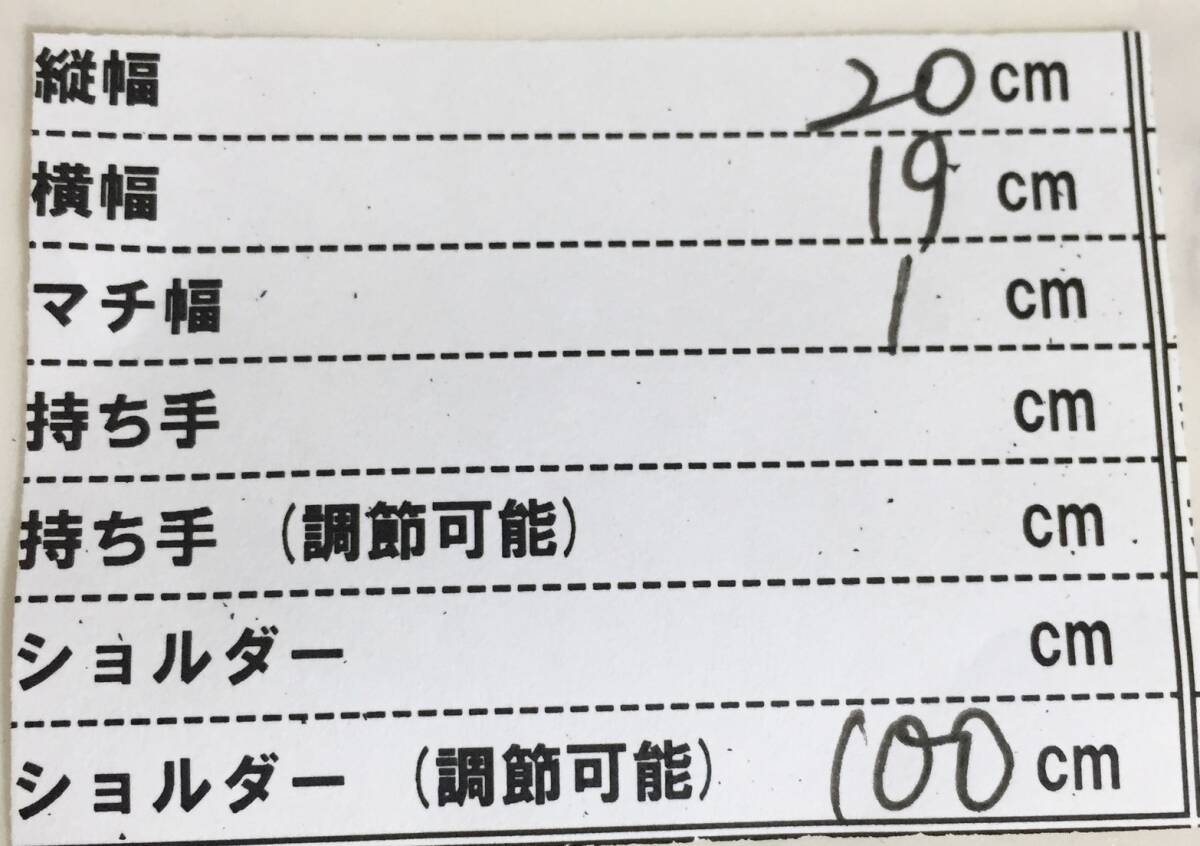 縦幅 20 cm
横幅 19 cm
マチ幅 1 cm
持ち手 cm
持ち手 (調節可能) cm
ショルダー cm
ショルダー (調節可能) 100 cm